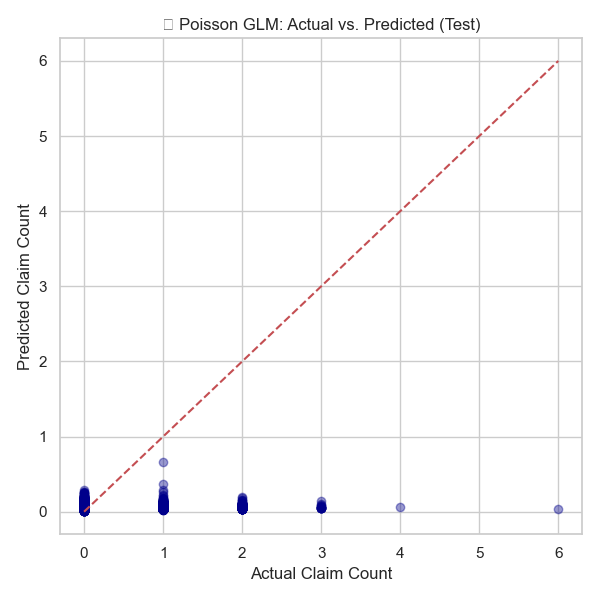 ▯ Poisson GLM: Actual vs. Predicted (Test)
6
5
4
3
2
1
0
Predicted Claim Count
0 1 2 3 4 5 6
Actual Claim Count